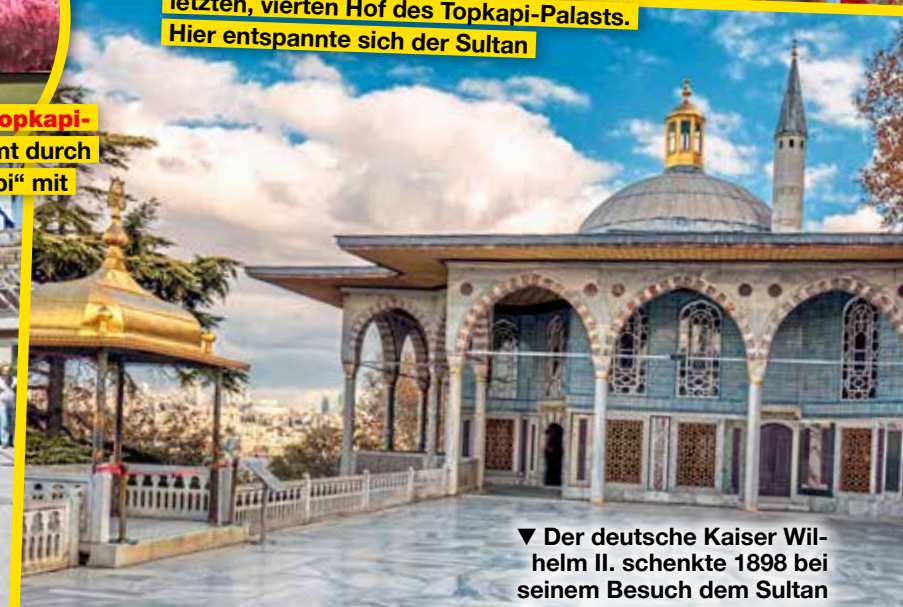 letzten, vierten Hof des Topkapi-Palasts.
Hier entspannte sich der Sultan
opkapi-
nt durch
pi“ mit
▼ Der deutsche Kaiser Wil-
helm II. schenkte 1898 bei
seinem Besuch dem Sultan